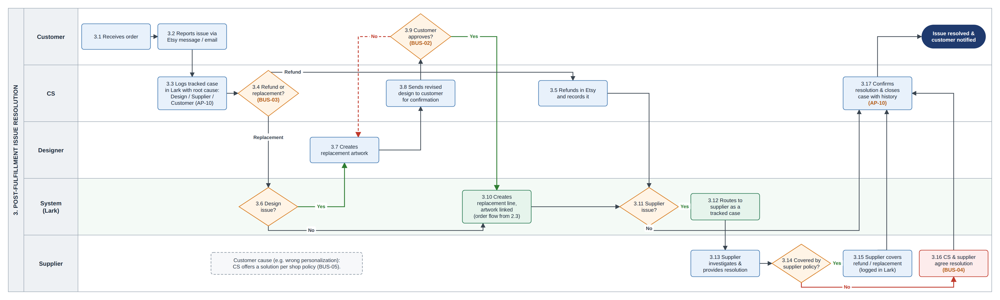 3. POST-FULFILLMENT ISSUE RESOLUTION
Customer
3.1 Receives order
3.2 Reports issue via
Etsy message / email
No
3.9 Customer
approves?
(BUS-02)
Yes
Issue resolved &
customer notified
CS
3.3 Logs tracked case
in Lark with root cause:
Design / Supplier /
Customer (AP-10)
3.4 Refund or
replacement?
(BUS-03)
Refund
3.8 Sends revised
design to customer
for confirmation
3.5 Refunds in Etsy
and records it
3.17 Confirms
resolution & closes
case with history
(AP-10)
Designer
Replacement
3.7 Creates
replacement artwork
System
(Lark)
3.6 Design
issue?
Yes
No
3.10 Creates
replacement line,
artwork linked
(order flow from 2.3)
3.11 Supplier
issue?
Yes
No
3.12 Routes to
supplier as a
tracked case
Supplier
Customer cause (e.g. wrong personalization):
CS offers a solution per shop policy (BUS-05).
3.13 Supplier
investigates &
provides resolution
3.14 Covered by
supplier policy?
Yes
3.15 Supplier covers
refund / replacement
(logged in Lark)
3.16 CS & supplier
agree resolution
(BUS-04)
No